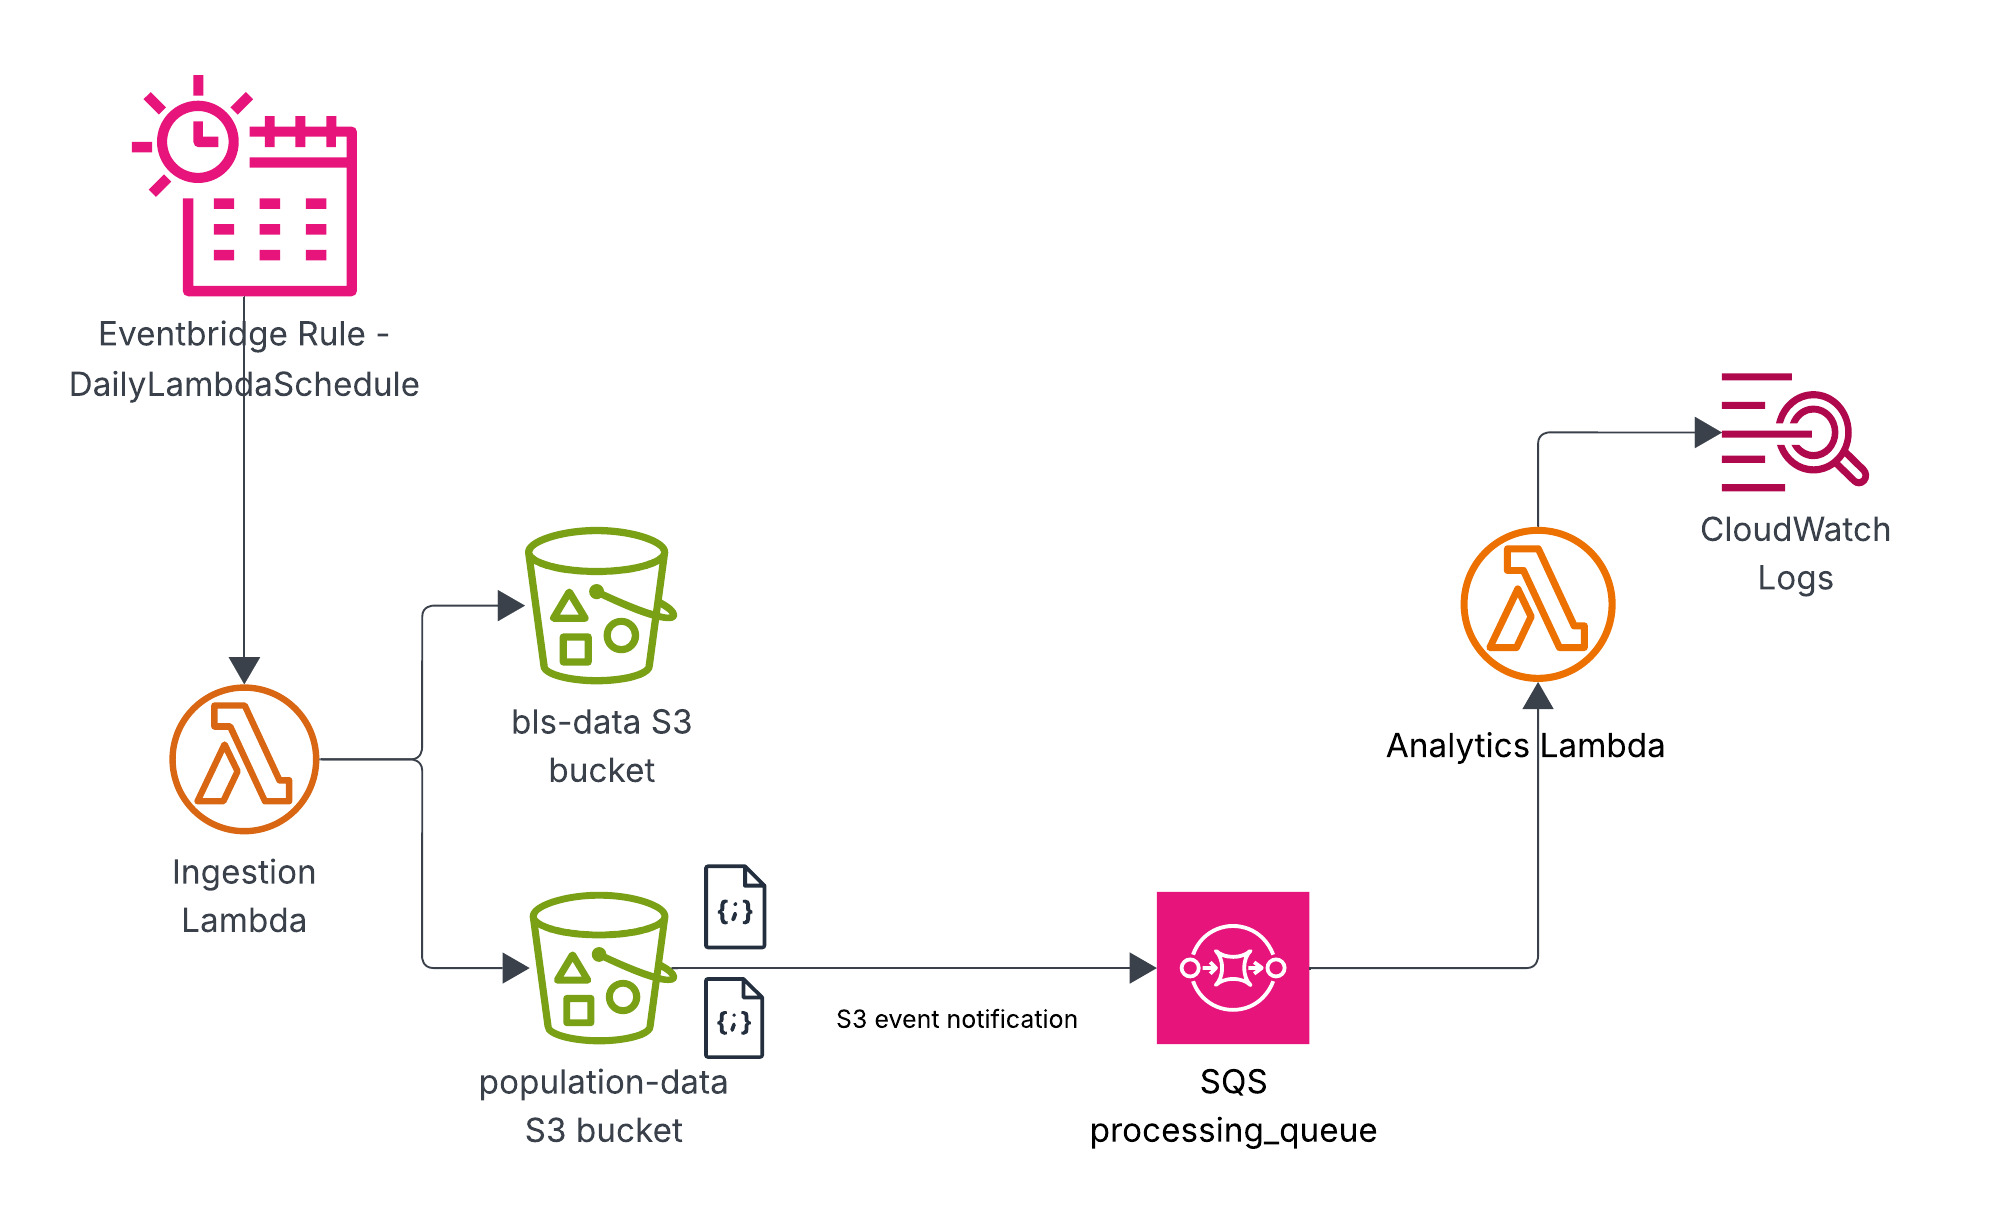 Eventbridge Rule -
DailyLambdaSchedule
CloudWatch
Logs
bls-data S3
bucket
Analytics Lambda
Ingestion
Lambda
{;}
{;}
S3 event notification
population-data
S3 bucket
SQS
processing_queue